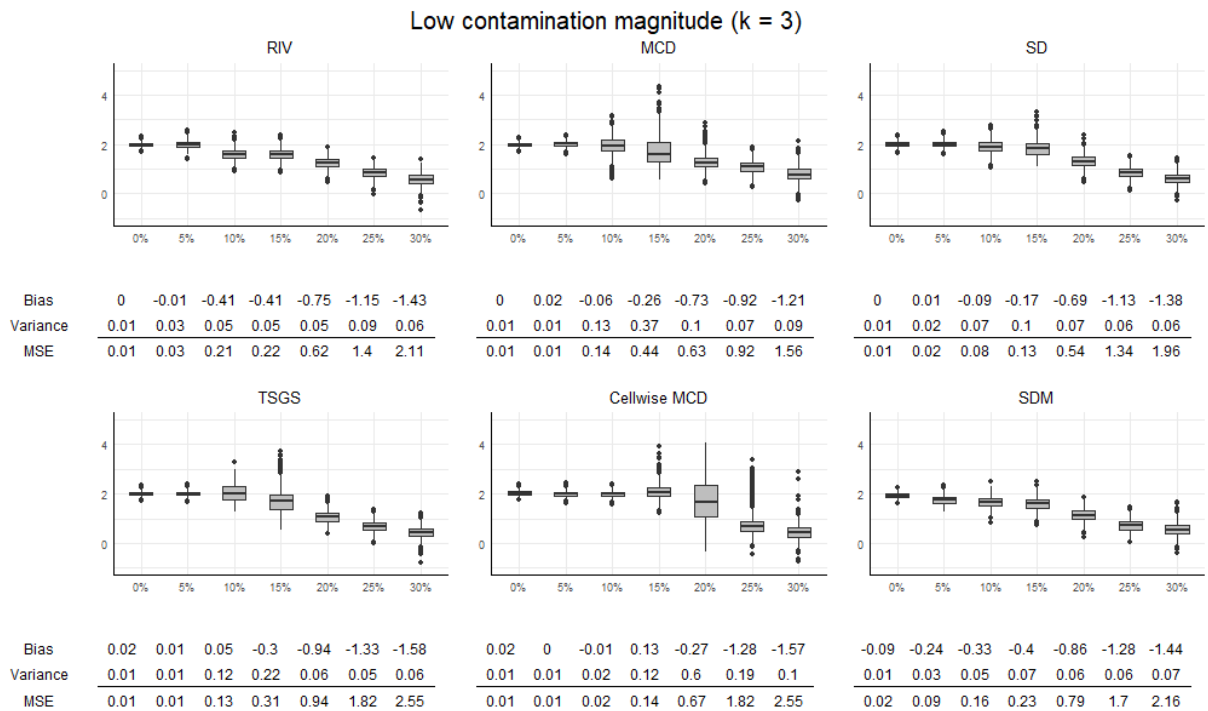 Low contamination magnitude (k = 3)
RIV MCD SD
4 4 4
2 2 2
0 0 0
0% 5% 10% 15% 20% 25% 30% 0% 5% 10% 15% 20% 25% 30% 0% 5% 10% 15% 20% 25% 30%
Bias 0 -0.01 -0.41 -0.41 -0.75 -1.15 -1.43 0 0.02 -0.06 -0.26 -0.73 -0.92 -1.21 0 0.01 -0.09 -0.17 -0.69 -1.13 -1.38
Variance 0.01 0.03 0.05 0.05 0.05 0.09 0.06 0.01 0.01 0.13 0.37 0.1 0.07 0.09 0.01 0.02 0.07 0.1 0.07 0.06 0.06
MSE 0.01 0.03 0.21 0.22 0.62 1.4 2.11 0.01 0.01 0.14 0.44 0.63 0.92 1.56 0.01 0.02 0.08 0.13 0.54 1.34 1.96
TSGS Cellwise MCD SDM
4 4 4
2 2 2
0 0 0
0% 5% 10% 15% 20% 25% 30% 0% 5% 10% 15% 20% 25% 30% 0% 5% 10% 15% 20% 25% 30%
Bias 0.02 0.01 0.05 -0.3 -0.94 -1.33 -1.58 0.02 0 -0.01 0.13 -0.27 -1.28 -1.57 -0.09 -0.24 -0.33 -0.4 -0.86 -1.28 -1.44
Variance 0.01 0.01 0.12 0.22 0.06 0.05 0.06 0.01 0.01 0.02 0.12 0.6 0.19 0.1 0.01 0.03 0.05 0.07 0.06 0.06 0.07
MSE 0.01 0.01 0.13 0.31 0.94 1.82 2.55 0.01 0.01 0.02 0.14 0.67 1.82 2.55 0.02 0.09 0.16 0.23 0.79 1.7 2.16